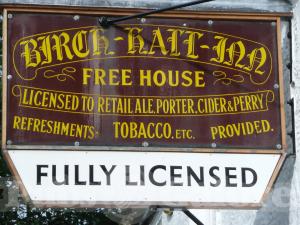 BIRCH-HALL-INN
FREE HOUSE
LICENSED TO RETAIL ALE, PORTER, CIDER & PERRY
REFRESHMENTS· TOBACCO, ETC. PROVIDED.
FULLY LICENSED